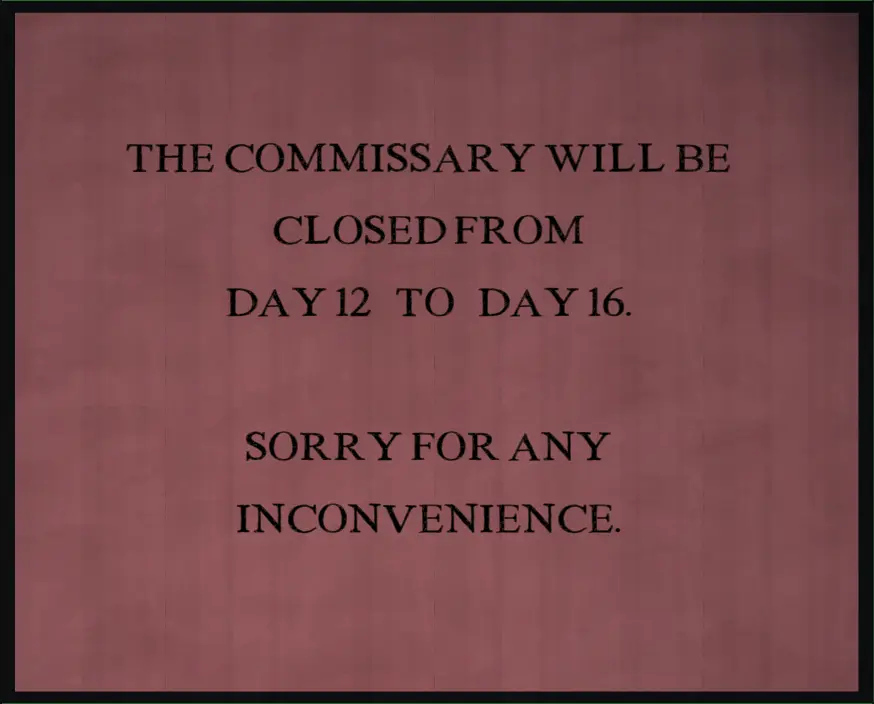 THE COMMISSARY WILL BE
CLOSED FROM
DAY 12 TO DAY 16.
SORRY FOR ANY
INCONVENIENCE.